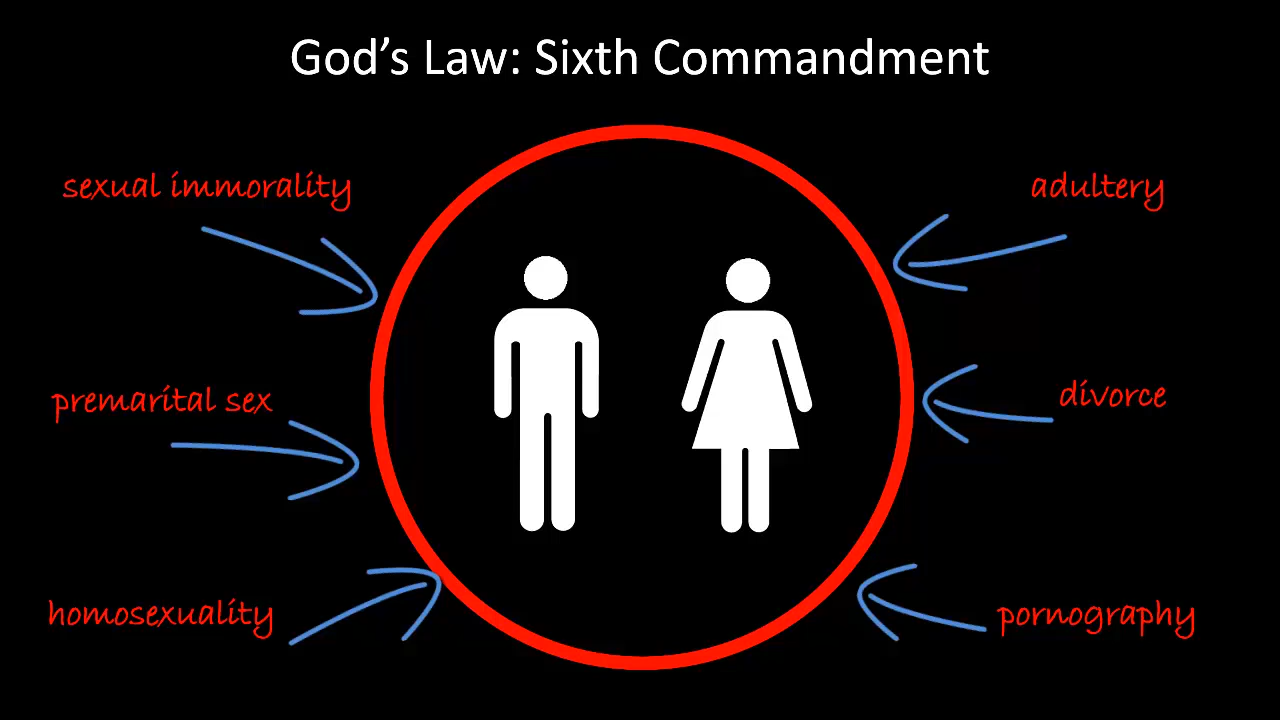 God's Law: Sixth Commandment
sexual immorality
adultery
premarital sex
divorce
homosexuality
pornography